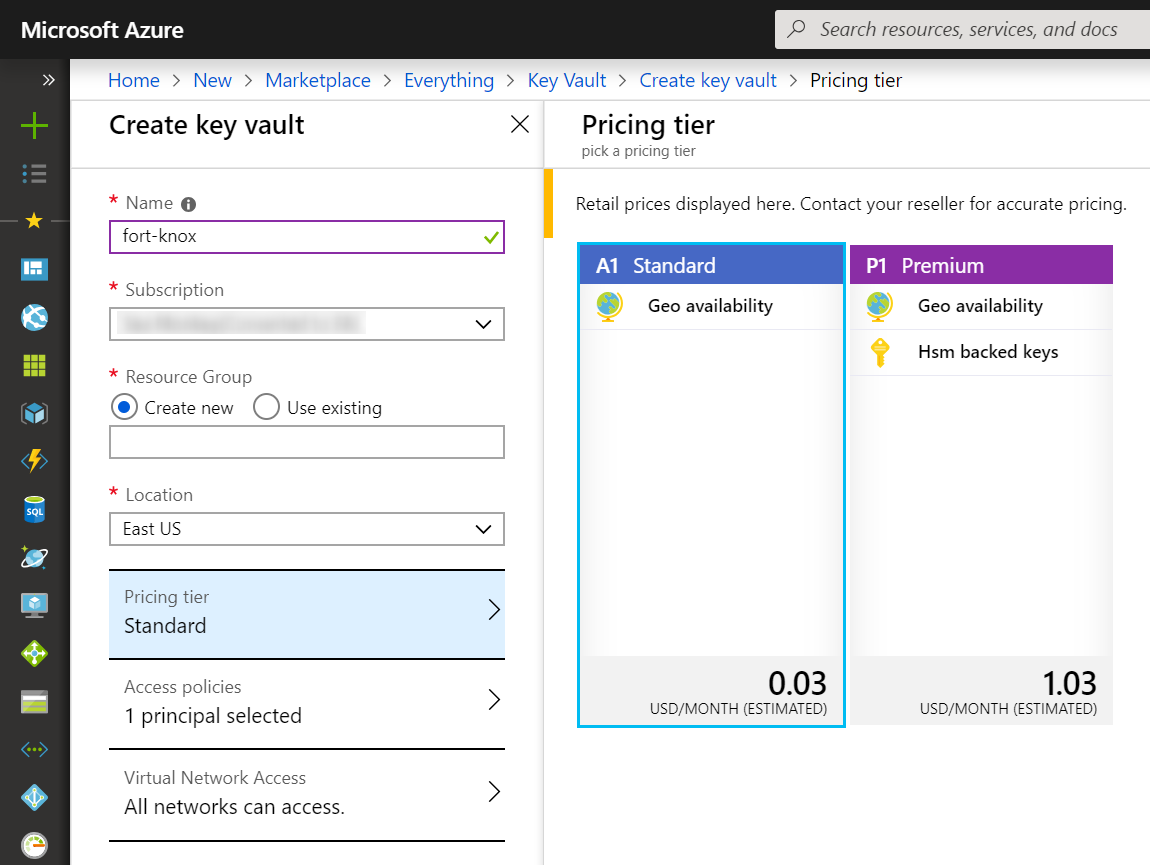 Microsoft Azure
Search resources, services, and docs
Home > New > Marketplace > Everything > Key Vault > Create key vault > Pricing tier
Create key vault
* Name
fort-knox
* Subscription
* Resource Group
Create new
Use existing
* Location
East US
Pricing tier
Standard
Access policies
1 principal selected
Virtual Network Access
All networks can access.
SQL
Pricing tier
pick a pricing tier
Retail prices displayed here. Contact your reseller for accurate pricing.
A1 Standard
Geo availability
0.03
USD/MONTH (ESTIMATED)
P1 Premium
Geo availability
Hsm backed keys
1.03
USD/MONTH (ESTIMATED)